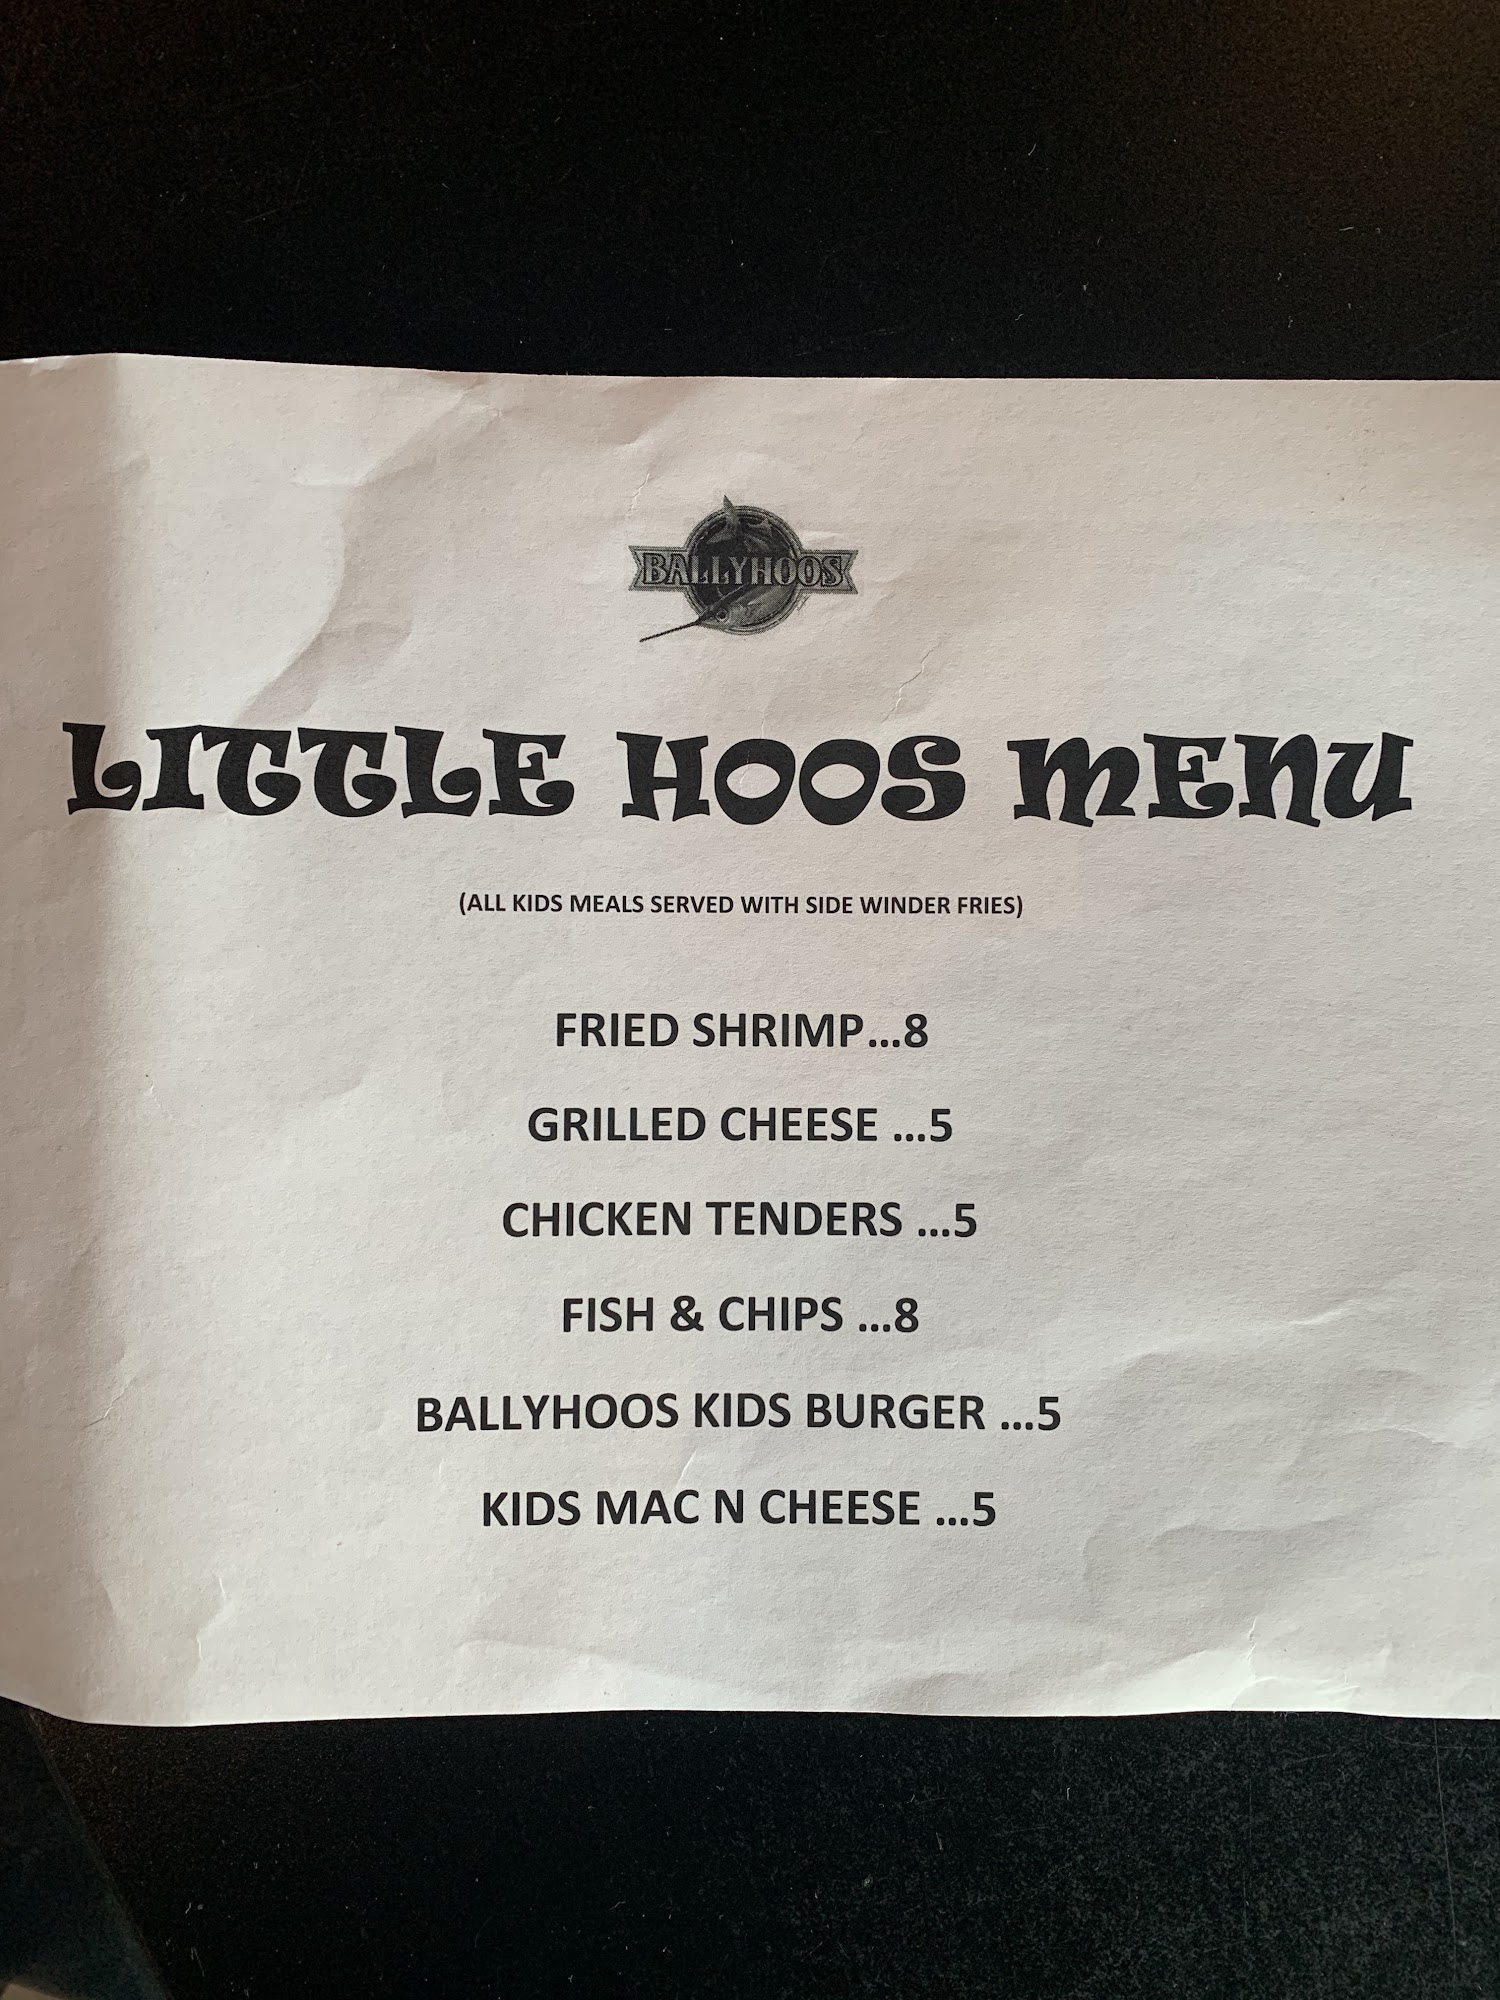 BALLYHOOS
LITTLE HOOS MENU
(ALL KIDS MEALS SERVED WITH SIDE WINDER FRIES)
FRIED SHRIMP...8
GRILLED CHEESE ...5
CHICKEN TENDERS ...5
FISH & CHIPS ...8
BALLYHOOS KIDS BURGER ...5
KIDS MAC N CHEESE ...5